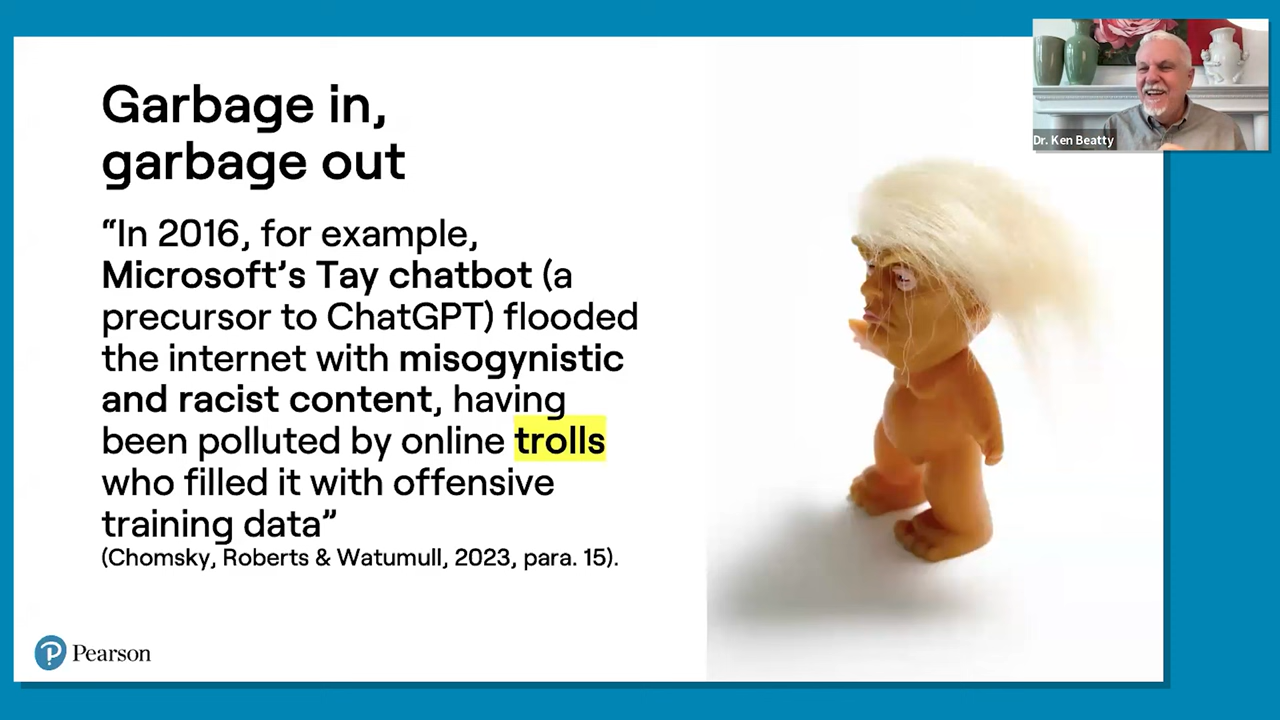 Garbage in,
garbage out
“In 2016, for example,
Microsoft’s Tay chatbot (a
precursor to ChatGPT) flooded
the internet with misogynistic
and racist content, having
been polluted by online trolls
who filled it with offensive
training data”
(Chomsky, Roberts & Watumull, 2023, para. 15).
Pearson
Dr. Ken Beatty